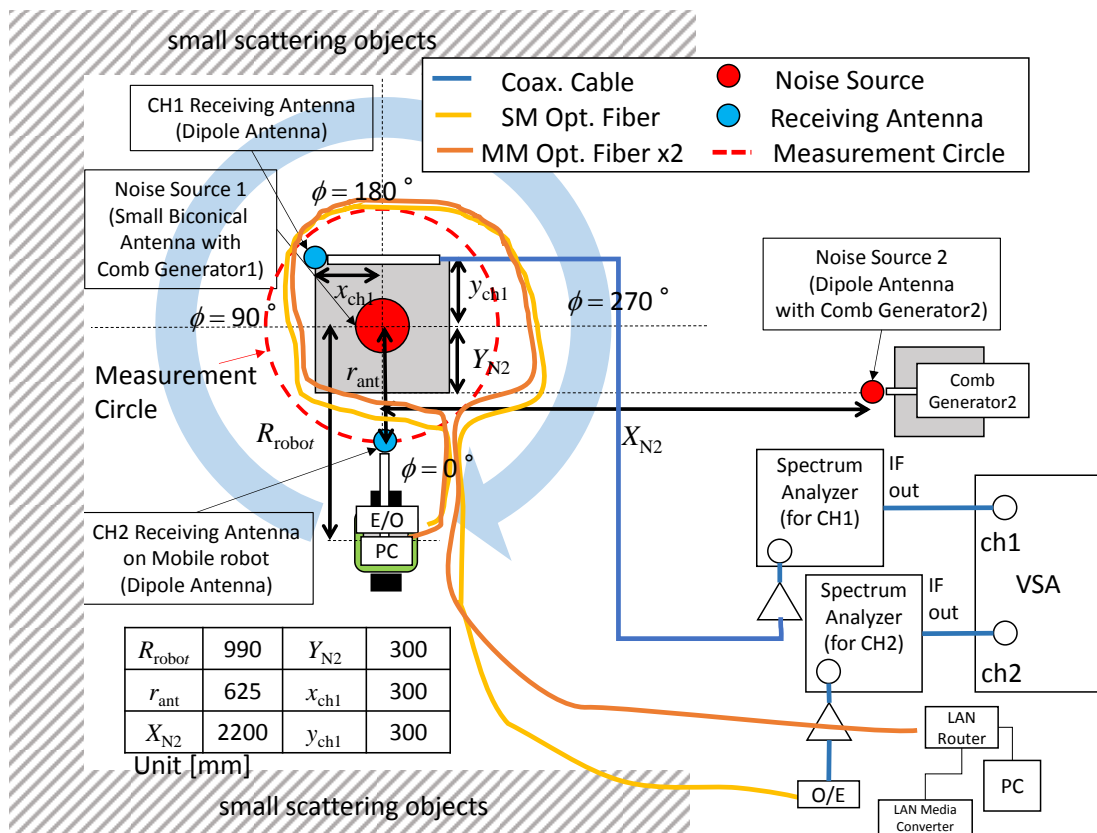 small scattering objects
CH1 Receiving Antenna
(Dipole Antenna)
Coax. Cable
SM Opt. Fiber
MM Opt. Fiber x2
Noise Source
Receiving Antenna
Measurement Circle
Noise Source 1
(Small Biconical
Antenna with
Comb Generator1)
ϕ = 180 °
x_ch1
y_ch1
ϕ = 90 °
ϕ = 270 °
Noise Source 2
(Dipole Antenna
with Comb Generator2)
Measurement
Circle
r_ant
Y_N2
Comb
Generator2
R_robot
X_N2
ϕ = 0 °
CH2 Receiving Antenna
on Mobile robot
(Dipole Antenna)
E/O
PC
Spectrum
Analyzer
(for CH1)
IF
out
ch1
VSA
Spectrum
Analyzer
(for CH2)
IF
out
ch2
R_robot 990 Y_N2 300
r_ant 625 x_ch1 300
X_N2 2200 y_ch1 300
Unit [mm]
LAN
Router
PC
O/E
LAN Media
Converter
small scattering objects